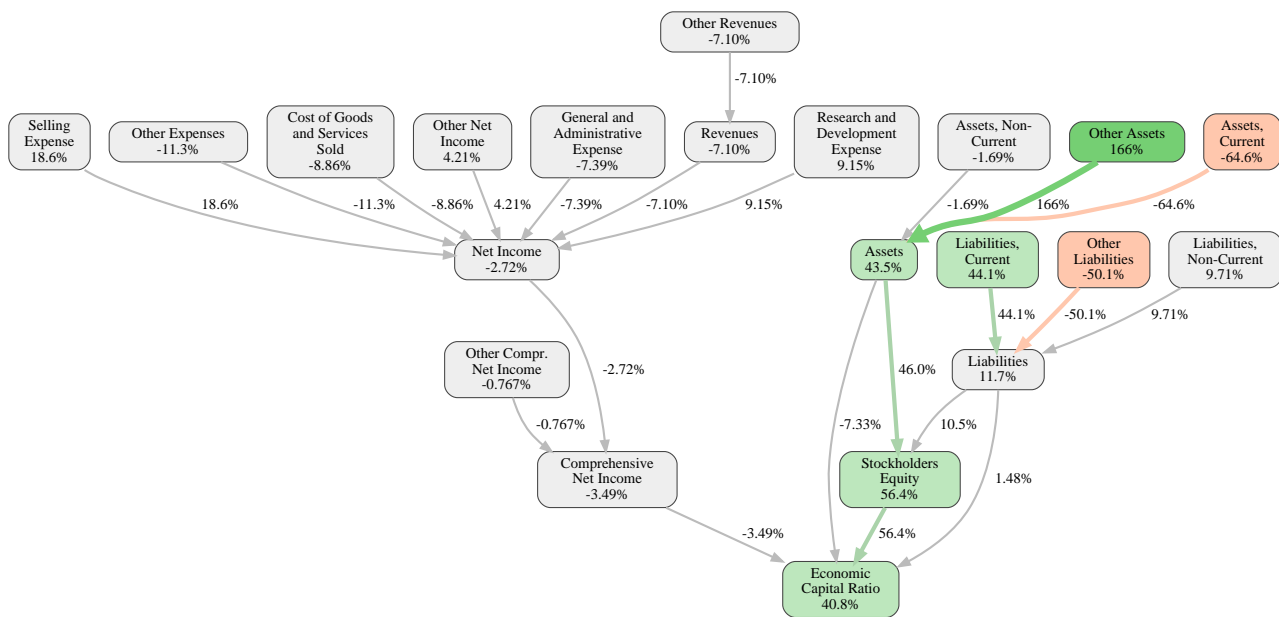 Other Revenues
-7.10%
-7.10%
Selling
Expense
18.6%
Other Expenses
-11.3%
Cost of Goods
and Services
Sold
-8.86%
Other Net
Income
4.21%
General and
Administrative
Expense
-7.39%
Revenues
-7.10%
Research and
Development
Expense
9.15%
Assets, Non-
Current
-1.69%
Other Assets
166%
Assets,
Current
-64.6%
18.6%
-11.3%
-8.86%
4.21%
-7.39%
-7.10%
9.15%
-1.69%
166%
-64.6%
Net Income
-2.72%
Assets
43.5%
Liabilities,
Current
44.1%
Other
Liabilities
-50.1%
Liabilities,
Non-Current
9.71%
44.1%
-50.1%
9.71%
Other Compr.
Net Income
-0.767%
-2.72%
46.0%
Liabilities
11.7%
-0.767%
-7.33%
10.5%
Comprehensive
Net Income
-3.49%
Stockholders
Equity
56.4%
1.48%
-3.49%
56.4%
Economic
Capital Ratio
40.8%